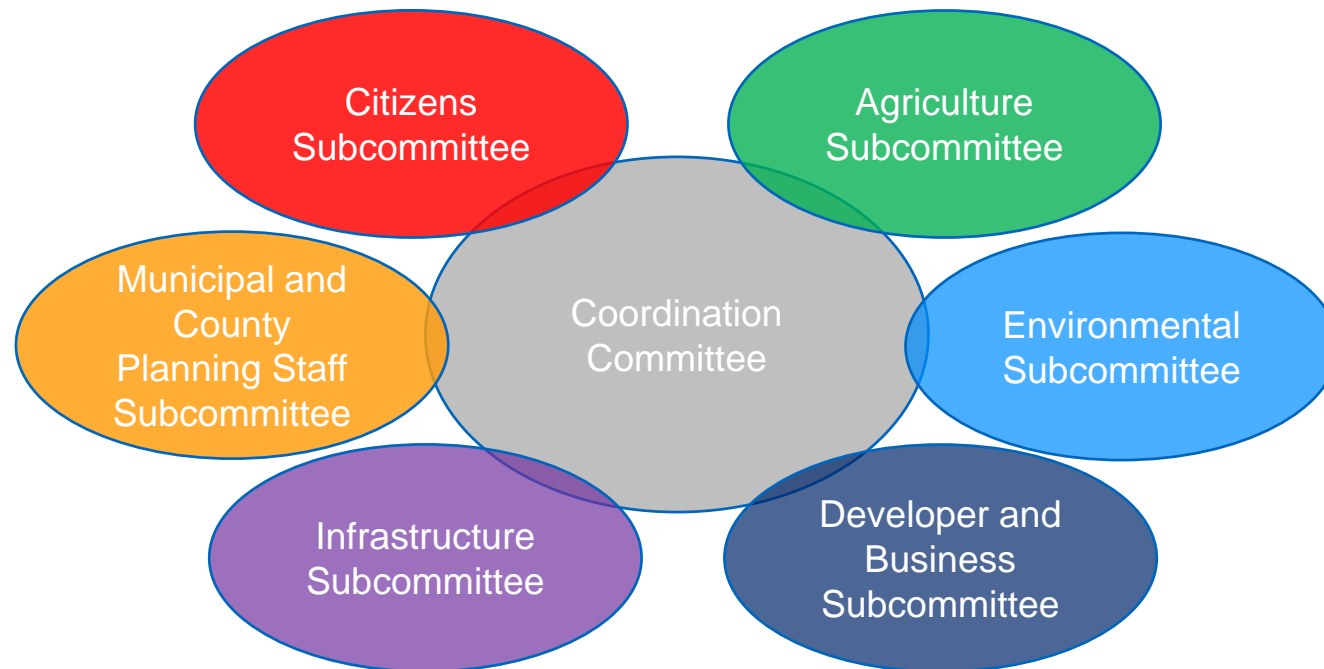 Citizens
Subcommittee
Agriculture
Subcommittee
Municipal and
County
Planning Staff
Subcommittee
Coordination
Committee
Environmental
Subcommittee
Infrastructure
Subcommittee
Developer and
Business
Subcommittee